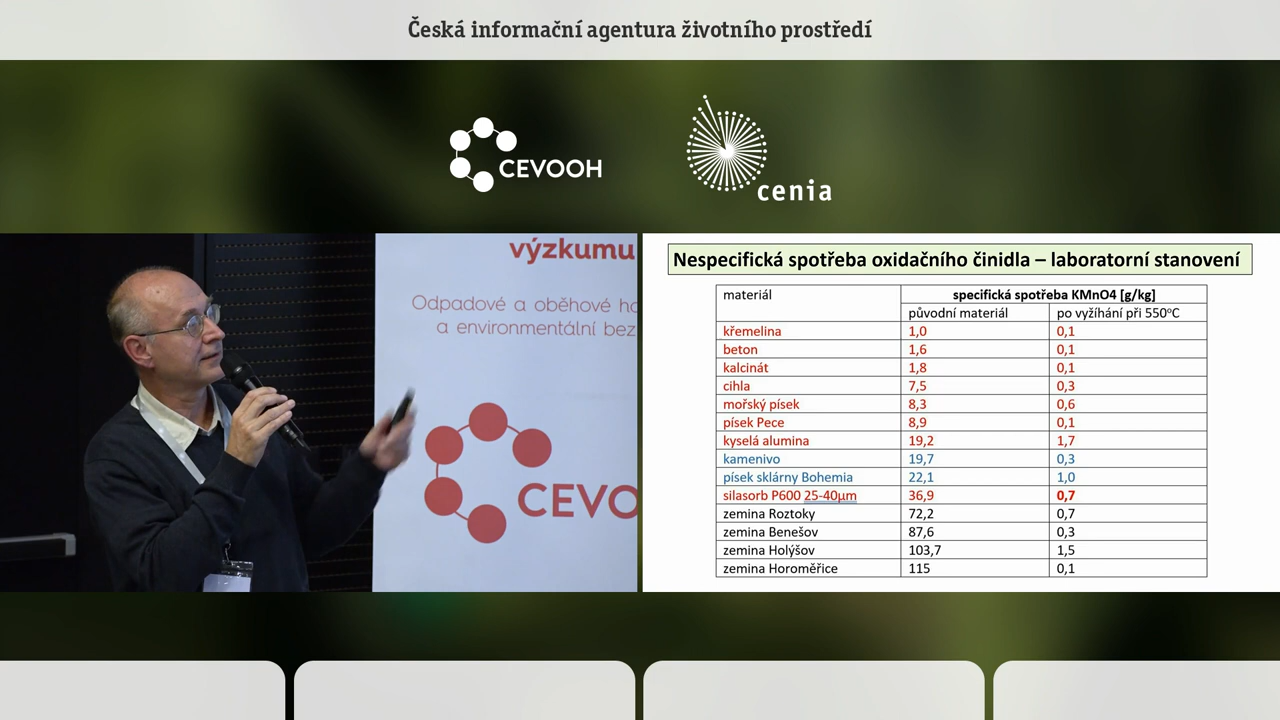 Česká informační agentura životního prostředí
CEVOOH
cenia
výzkumu
Odpadové a oběhové ho
a environmentální bez
CEVO
Nespecifická spotřeba oxidačního činidla – laboratorní stanovení
materiál specifická spotřeba KMnO4 [g/kg]
původní materiál po vyžíhání při 550°C
křemelina 1,0 0,1
beton 1,6 0,1
kalcinát 1,8 0,1
cihla 7,5 0,3
mořský písek 8,3 0,6
písek Pece 8,9 0,1
kyselá alumina 19,2 1,7
kamenivo 19,7 0,3
písek sklárny Bohemia 22,1 1,0
silasorb P600 25-40µm 36,9 0,7
zemina Roztoky 72,2 0,7
zemina Benešov 87,6 0,3
zemina Holýšov 103,7 1,5
zemina Horoměřice 115 0,1